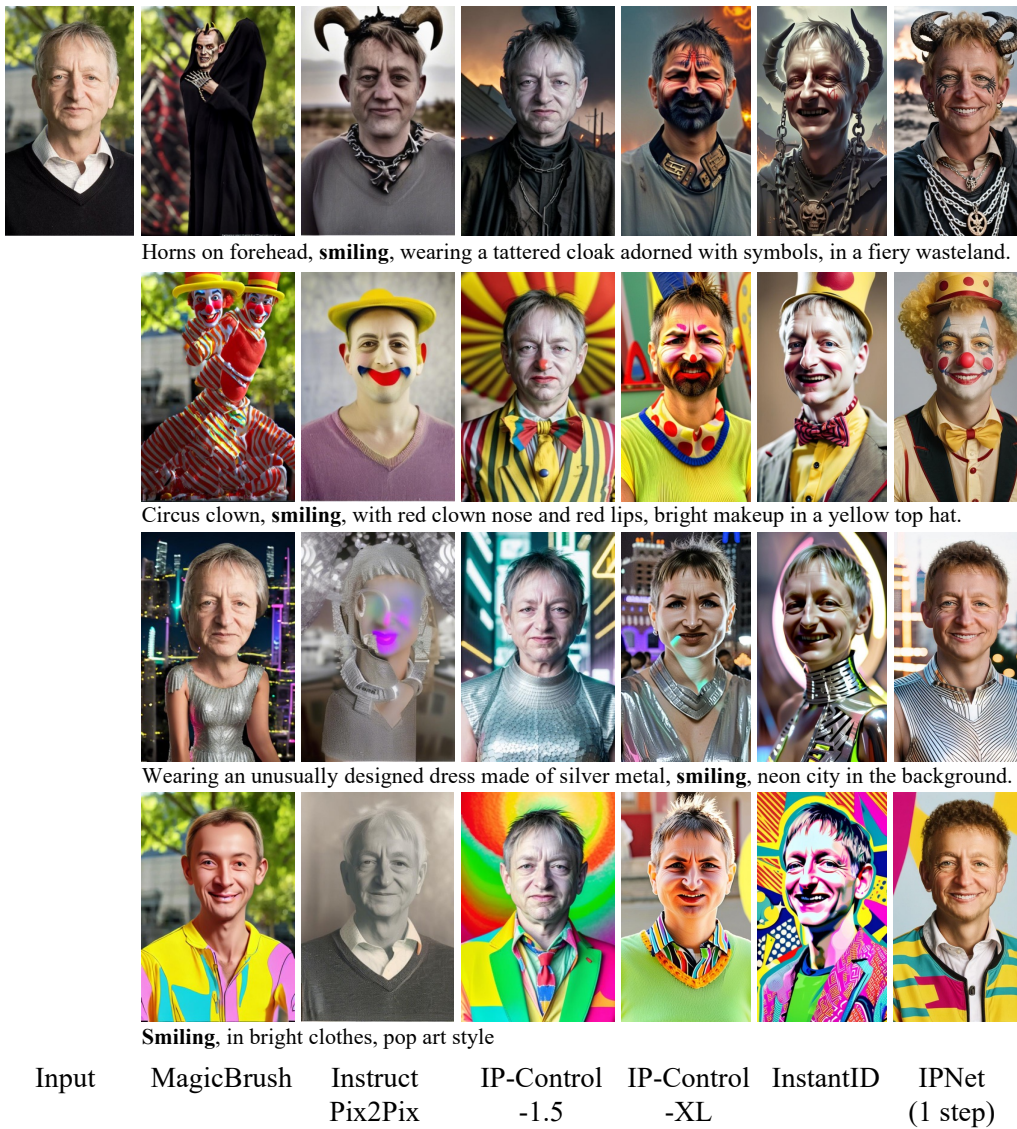 Horns on forehead, smiling, wearing a tattered cloak adorned with symbols, in a fiery wasteland.
Circus clown, smiling, with red clown nose and red lips, bright makeup in a yellow top hat.
Wearing an unusually designed dress made of silver metal, smiling, neon city in the background.
Smiling, in bright clothes, pop art style
Input MagicBrush Instruct IP-Control IP-Control InstantID IPNet
Pix2Pix -1.5 -XL (1 step)